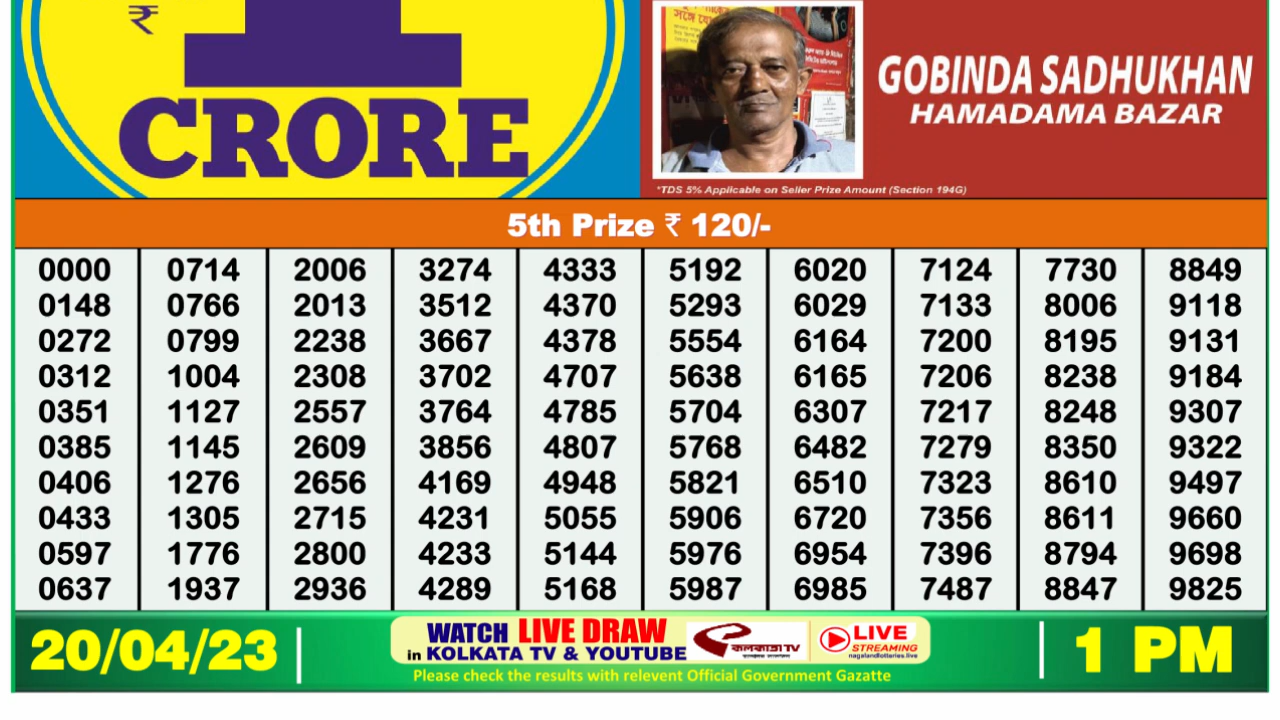 ₹
CRORE
সঙ্গে যো
GOBINDA SADHUKHAN
HAMADAMA BAZAR
*TDS 5% Applicable on Seller Prize Amount (Section 194G)
5th Prize ₹ 120/-
0000 0714 2006 3274 4333 5192 6020 7124 7730 8849
0148 0766 2013 3512 4370 5293 6029 7133 8006 9118
0272 0799 2238 3667 4378 5554 6164 7200 8195 9131
0312 1004 2308 3702 4707 5638 6165 7206 8238 9184
0351 1127 2557 3764 4785 5704 6307 7217 8248 9307
0385 1145 2609 3856 4807 5768 6482 7279 8350 9322
0406 1276 2656 4169 4948 5821 6510 7323 8610 9497
0433 1305 2715 4231 5055 5906 6720 7356 8611 9660
0597 1776 2800 4233 5144 5976 6954 7396 8794 9698
0637 1937 2936 4289 5168 5987 6985 7487 8847 9825
20/04/23
WATCH LIVE DRAW
in KOLKATA TV & YOUTUBE
কলকাতা TV
LIVE
STREAMING
nagalandlotteries.live
Please check the results with relevent Official Government Gazatte
1 PM